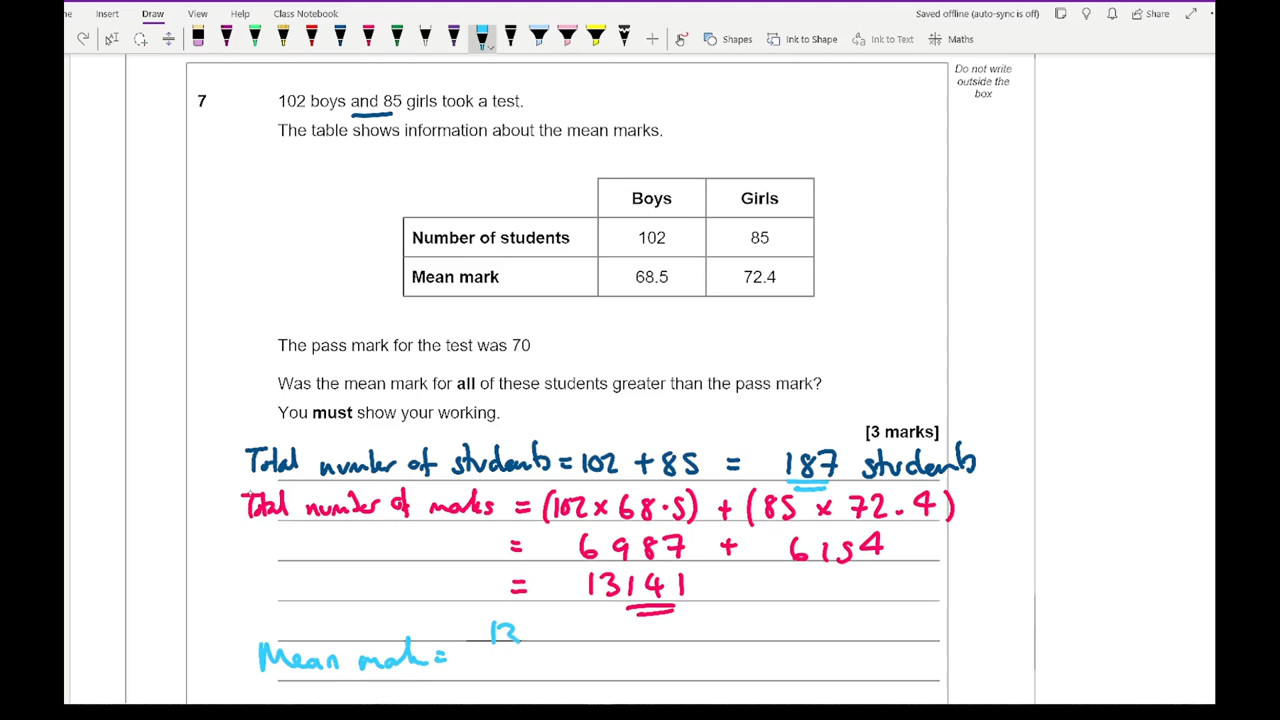 Insert Draw View Help Class Notebook Saved offline (auto-sync is off) Share
Shapes Ink to Shape Ink to Text Maths
Do not write
outside the
box
7 102 boys and 85 girls took a test.
The table shows information about the mean marks.
Boys Girls
Number of students 102 85
Mean mark 68.5 72.4
The pass mark for the test was 70
Was the mean mark for all of these students greater than the pass mark?
You must show your working.
[3 marks]
Total number of students = 102 + 85 = 187 students
Total number of marks = (102 × 68.5) + (85 × 72.4)
= 6987 + 6154
= 13141
13
Mean mark =